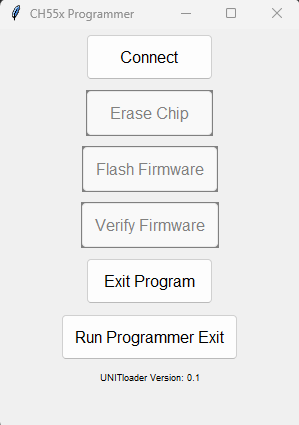 CH55x Programmer
Connect
Erase Chip
Flash Firmware
Verify Firmware
Exit Program
Run Programmer Exit
UNITloader Version: 0.1